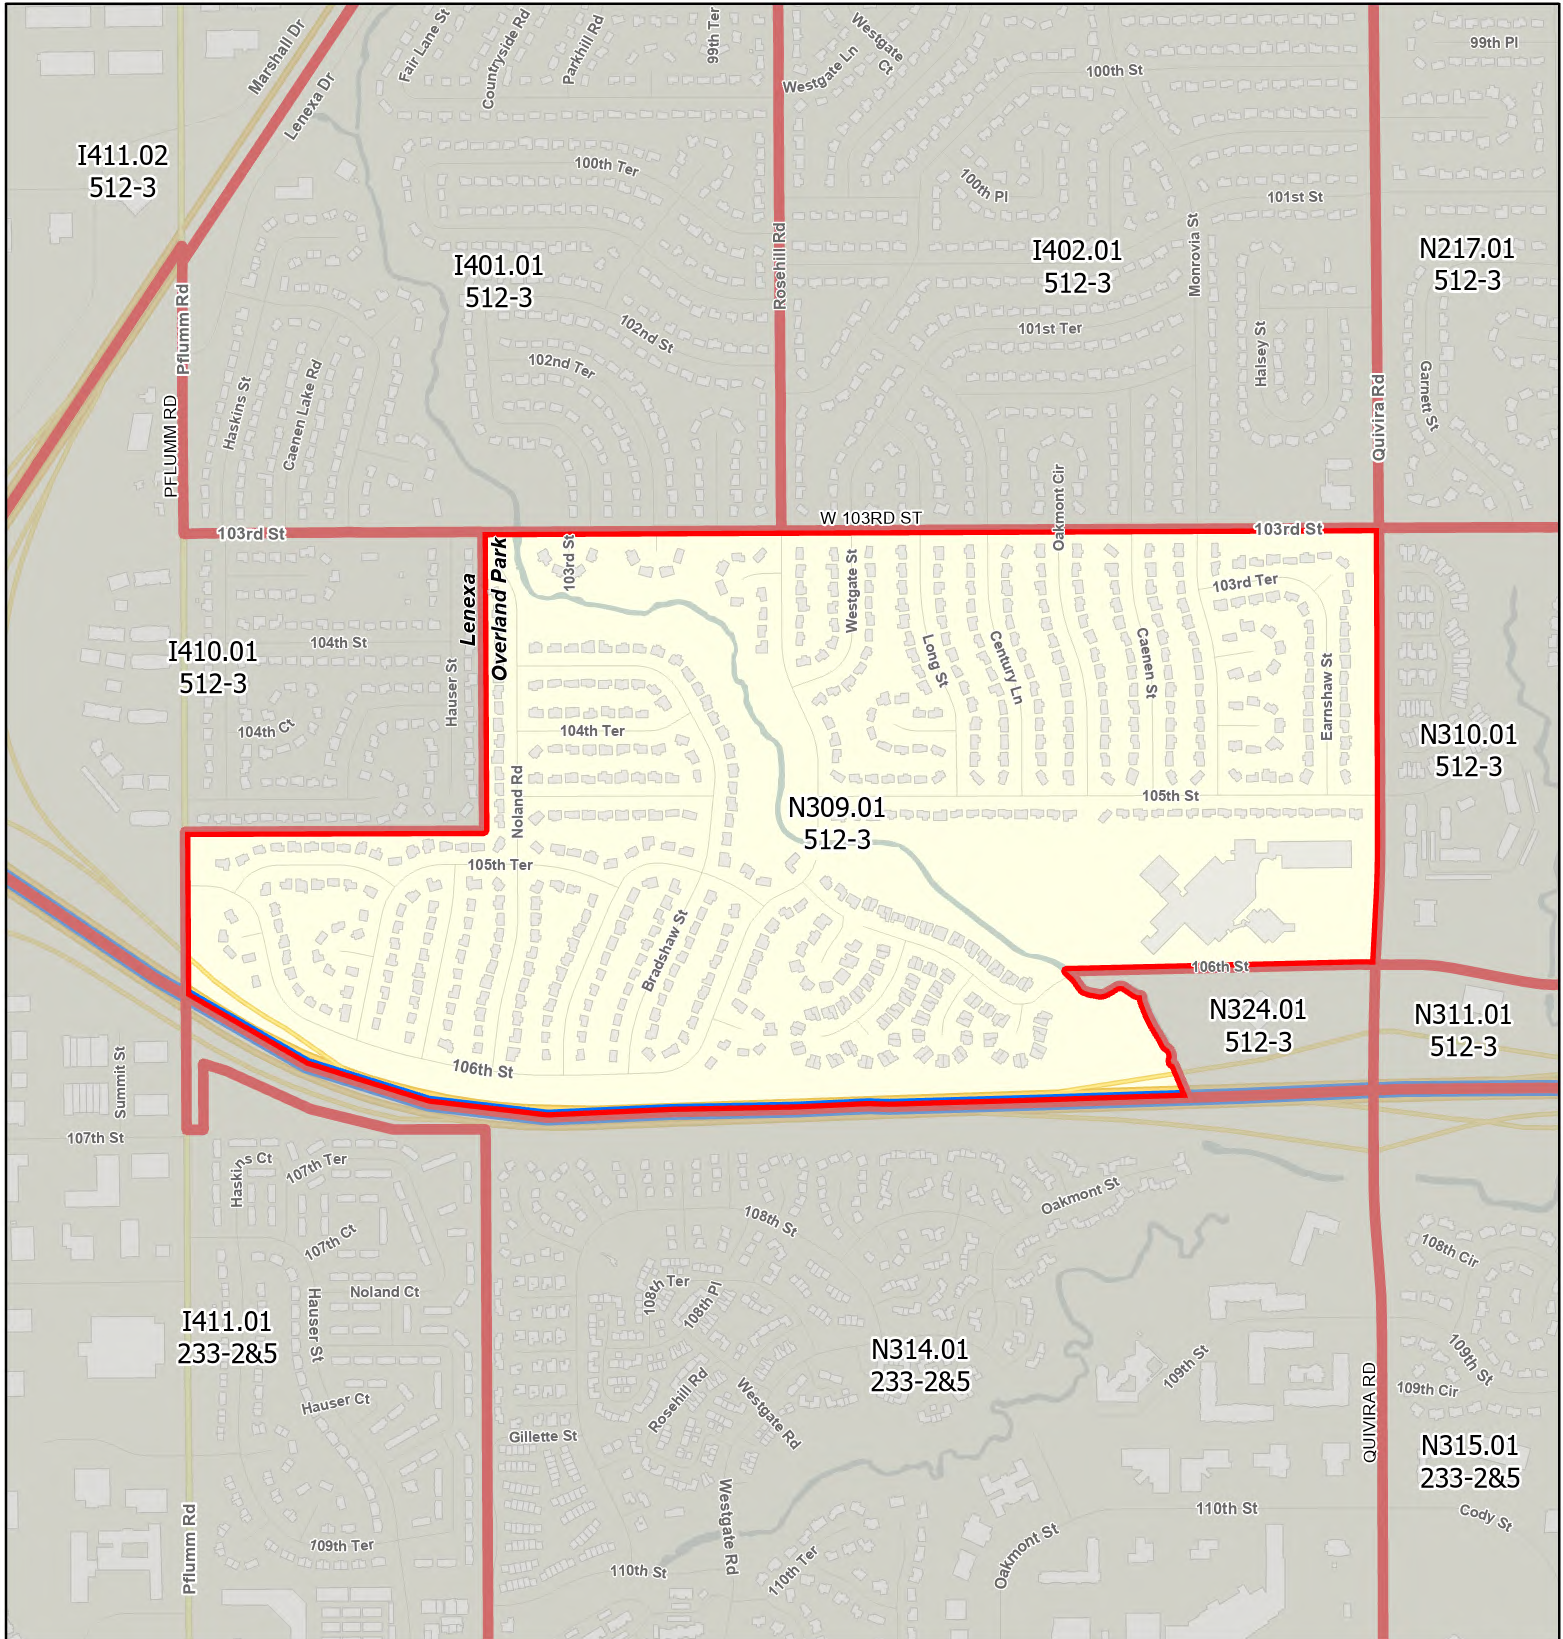 Marshall Dr
Lenexa Dr
Fair Lane St
Countryside Rd
Parkhill Rd
99th Ter
Westgate Ln
Westgate
Ct
100th St
99th Pl
I411.02
512-3
100th Ter
100th Pl
101st St
I401.01
512-3
Rosehill Rd
I402.01
512-3
Monrovia St
N217.01
512-3
Pflumm Rd
102nd St
102nd Ter
101st Ter
Halsey St
Garnett St
Haskins St
Caenen Lake Rd
PFLUMM RD
Quivira Rd
Oakmont Cir
W 103RD ST
103rd St
103rd St
103rd St
Lenexa
Overland Park
Westgate St
103rd Ter
104th St
I410.01
512-3
Hauser St
104th Ct
Long St
Century Ln
Caenen St
Earnshaw St
104th Ter
N310.01
512-3
Noland Rd
N309.01
512-3
105th St
105th Ter
Bradshaw St
106th St
N324.01
512-3
N311.01
512-3
106th St
Summit St
107th St
Haskins Ct
107th Ter
107th Ct
Oakmont St
108th St
108th Cir
Noland Ct
Hauser St
108th Ter
108th Pl
I411.01
233-2&5
N314.01
233-2&5
109th St
109th St
109th Cir
Hauser Ct
Rosehill Rd
Westgate Rd
QUIVIRA RD
Gillette St
N315.01
233-2&5
Westgate Rd
110th St
Cody St
Pflumm Rd
109th Ter
110th St
110th Ter
Oakmont St